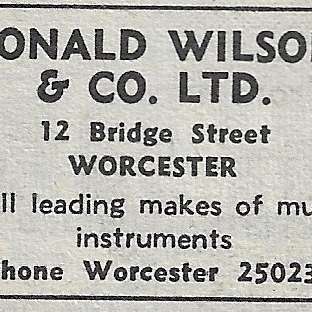 ONALD WILSO
& CO. LTD.
12 Bridge Street
WORCESTER
ll leading makes of mu
instruments
hone Worcester 25023